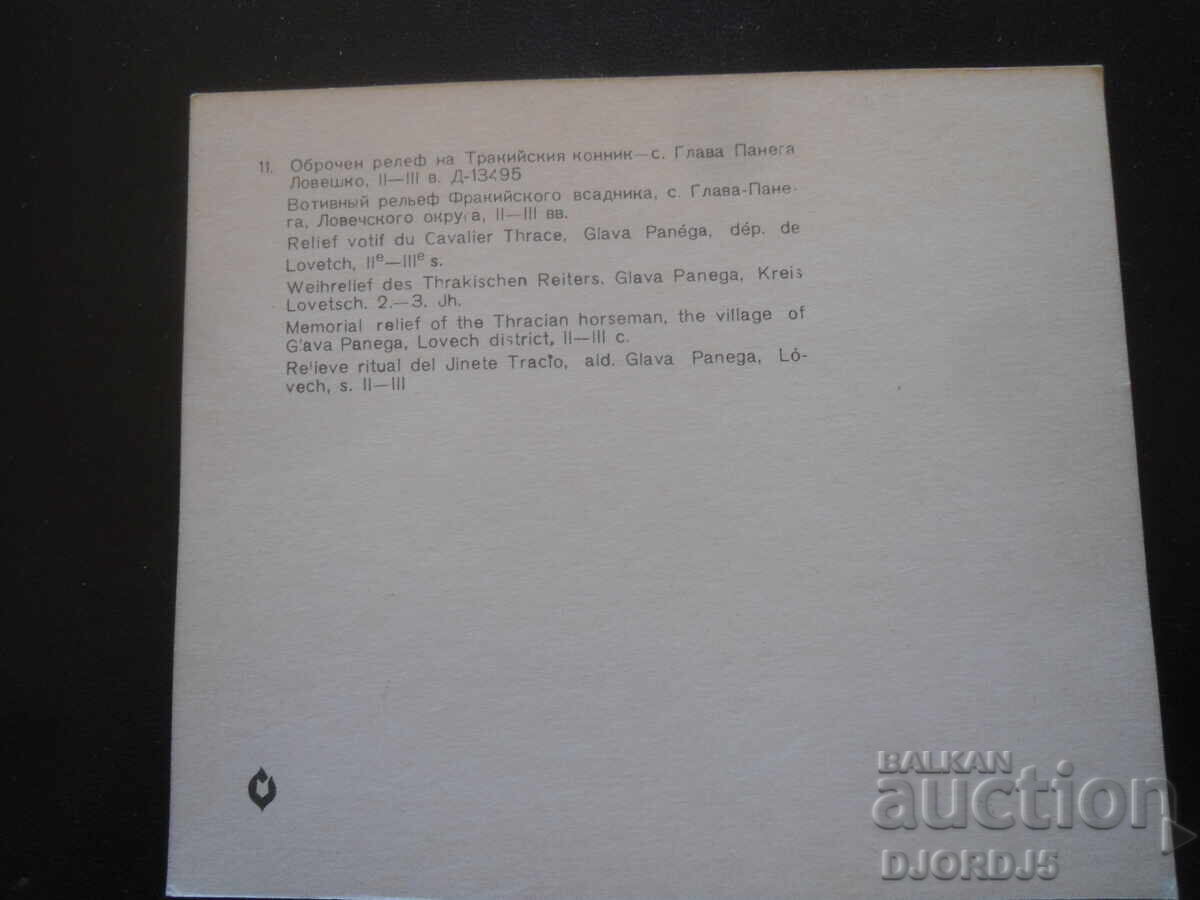 11. Оброчен релеф на Тракийския конник—с. Глава Панега
Ловешко, II—III в. Д-13495
Вотивный рельеф Фракийского всадника, с. Глава-Пане-
га, Ловечского округа, II—III вв.
Relief votif du Cavalier Thrace, Glava Panéga, dép. de
Lovetch, IIe—IIIe s.
Weihrelief des Thrakischen Reiters. Glava Panega, Kreis
Lovetsch. 2.—3. Jh.
Memorial relief of the Thracian horseman, the village of
G'ava Panega, Lovech district, II—III c.
Re'ieve ritual del Jinete Tracio, ald. Glava Panega, Ló-
vech, s. II—III
BALKAN
auction
DJORDJ5